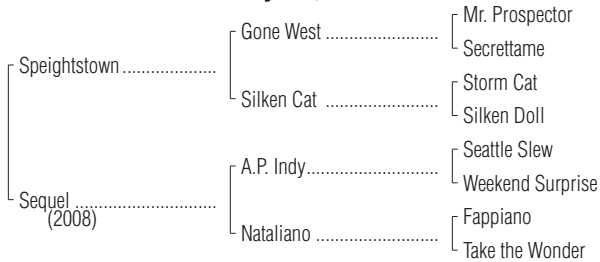 Mr. Prospector
Gone West ........................
Secrettame
Speightstown ....................
Storm Cat
Silken Cat ........................
Silken Doll
Seattle Slew
A.P. Indy............................
Weekend Surprise
Sequel ..............................
(2008)
Fappiano
Nataliano ..........................
Take the Wonder